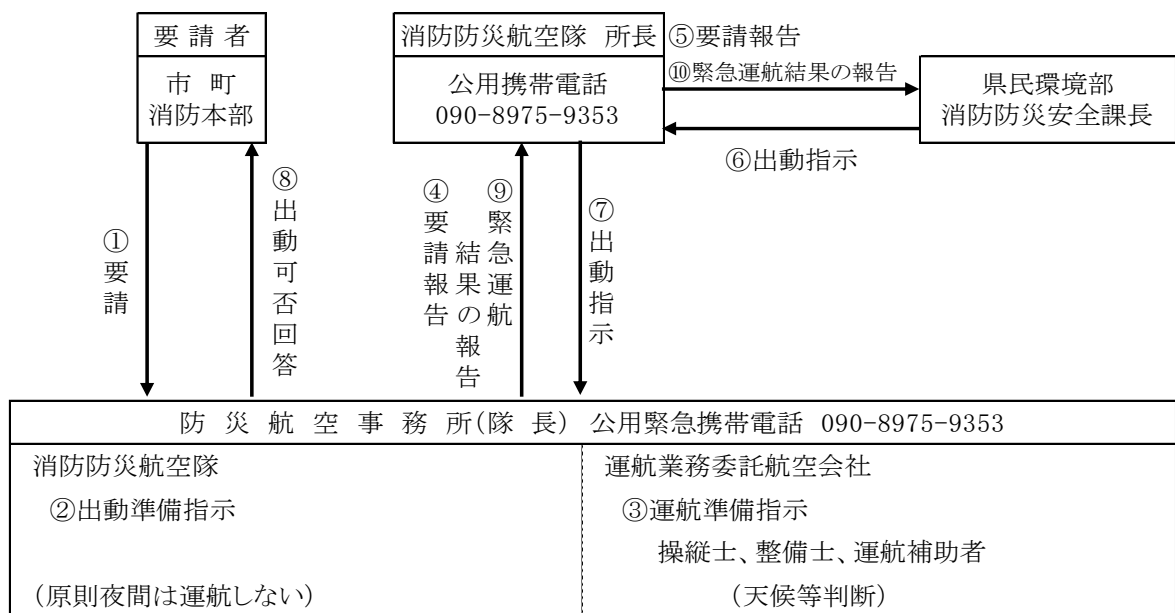 要請者
市町
消防本部
消防防災航空隊 所長
公用携帯電話
090-8975-9353
⑤要請報告
⑩緊急運航結果の報告
県民環境部
消防防災安全課長
⑥出動指示
①要請
⑧出動可否回答
④要請報告
⑨緊急運航
結果の報告
⑦出動指示
防災航空事務所(隊長) 公用緊急携帯電話 090-8975-9353
消防防災航空隊
②出動準備指示
(原則夜間は運航しない)
運航業務委託航空会社
③運航準備指示
操縦士、整備士、運航補助者
(天候等判断)